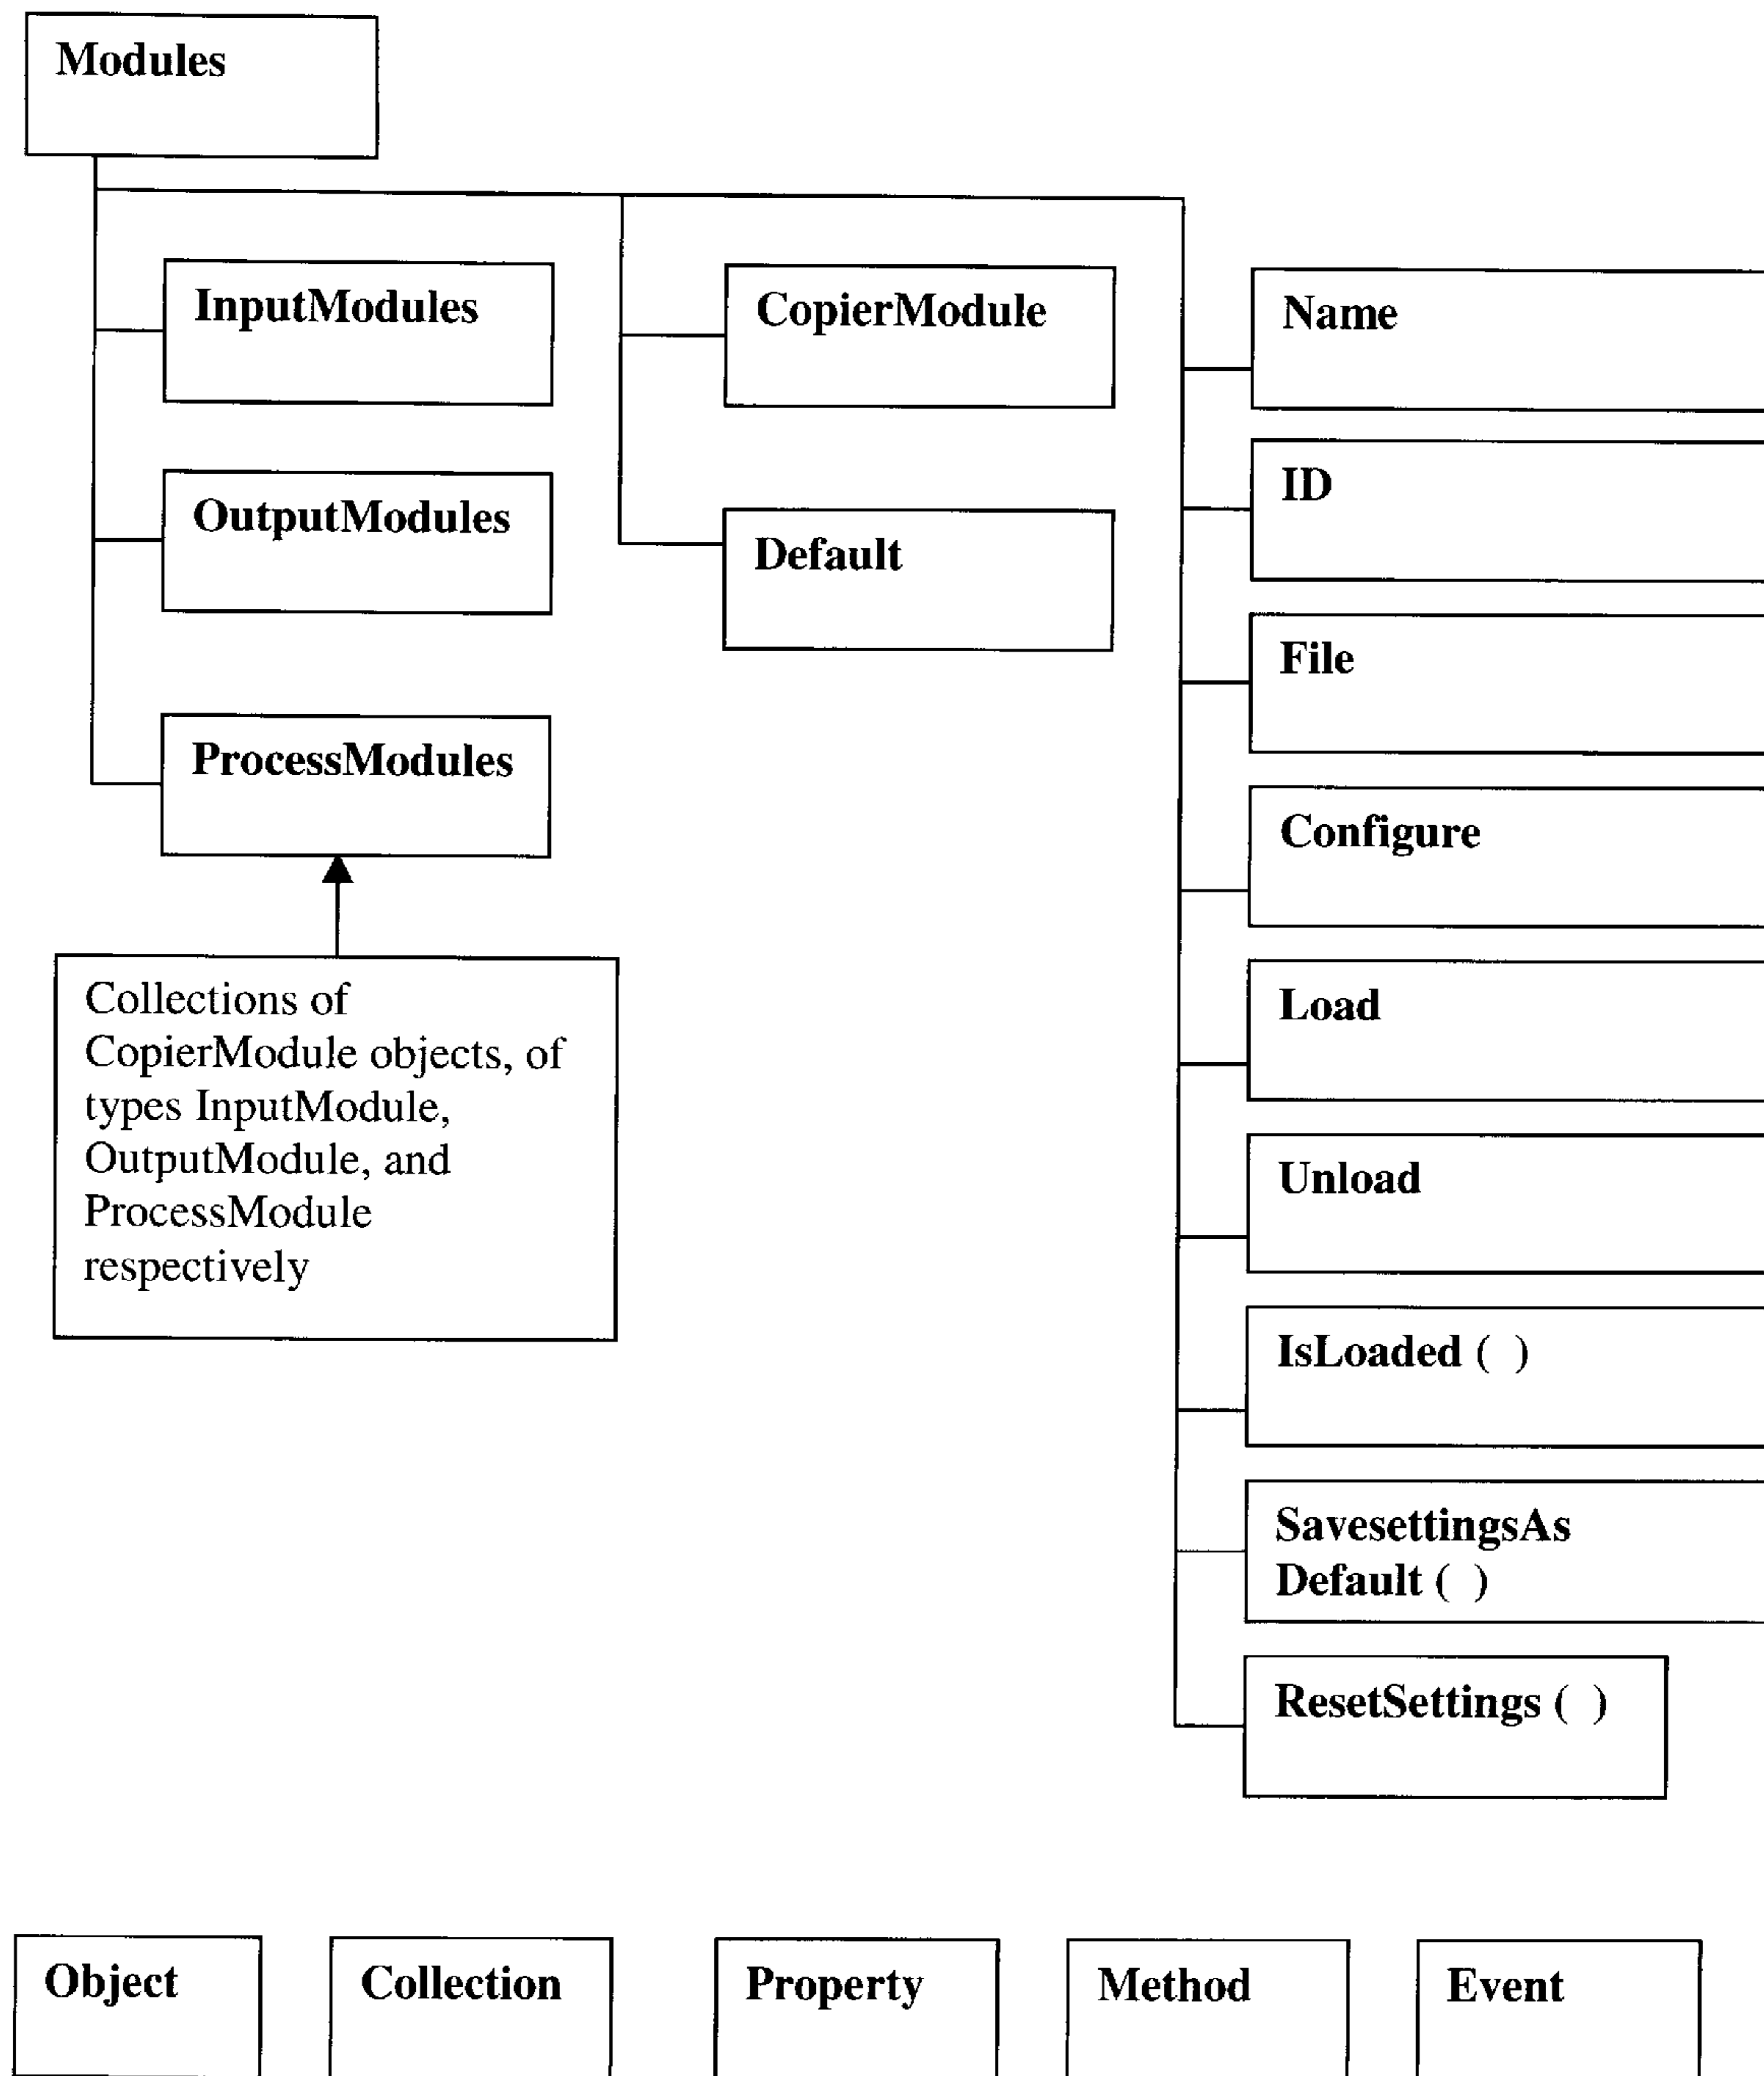 Modules
InputModules
OutputModules
ProcessModules
Collections of
CopierModule objects, of
types InputModule,
OutputModule, and
ProcessModule
respectively
CopierModule
Default
Name
ID
File
Configure
Load
Unload
IsLoaded ( )
SavesettingsAs
Default ( )
ResetSettings ( )
Object
Collection
Property
Method
Event